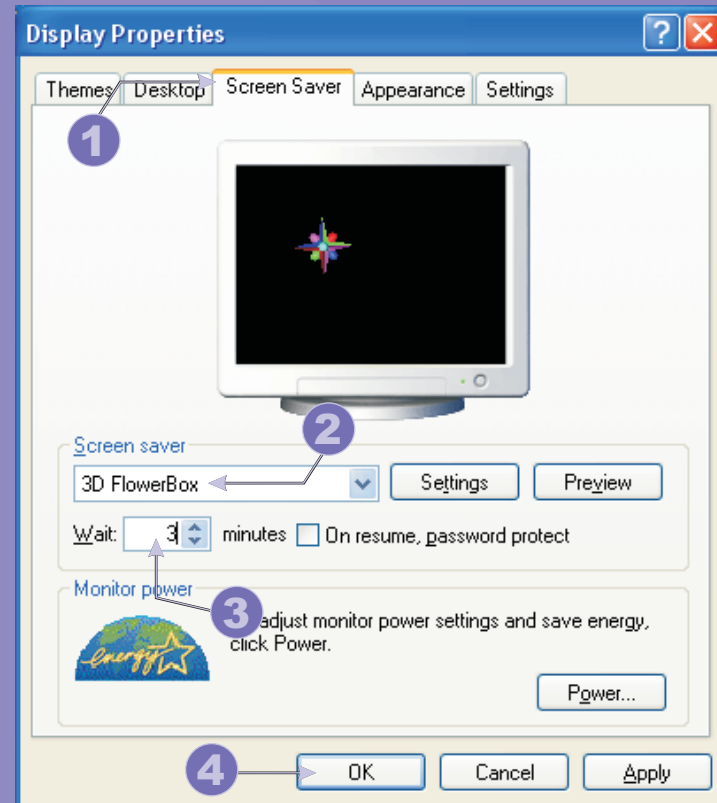 Display Properties
?
Themes Desktop Screen Saver Appearance Settings
1
2
Screen saver
3D FlowerBox Settings Preview
Wait: 3 minutes On resume, password protect
Monitor power
3
adjust monitor power settings and save energy,
click Power.
energy
Power...
4
OK Cancel Apply